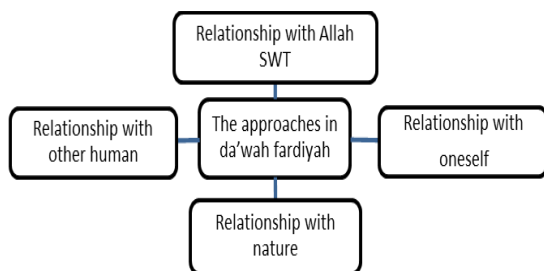 Relationship with Allah
SWT
Relationship with
other human
The approaches in
da'wah fardiyah
Relationship with
oneself
Relationship with
nature